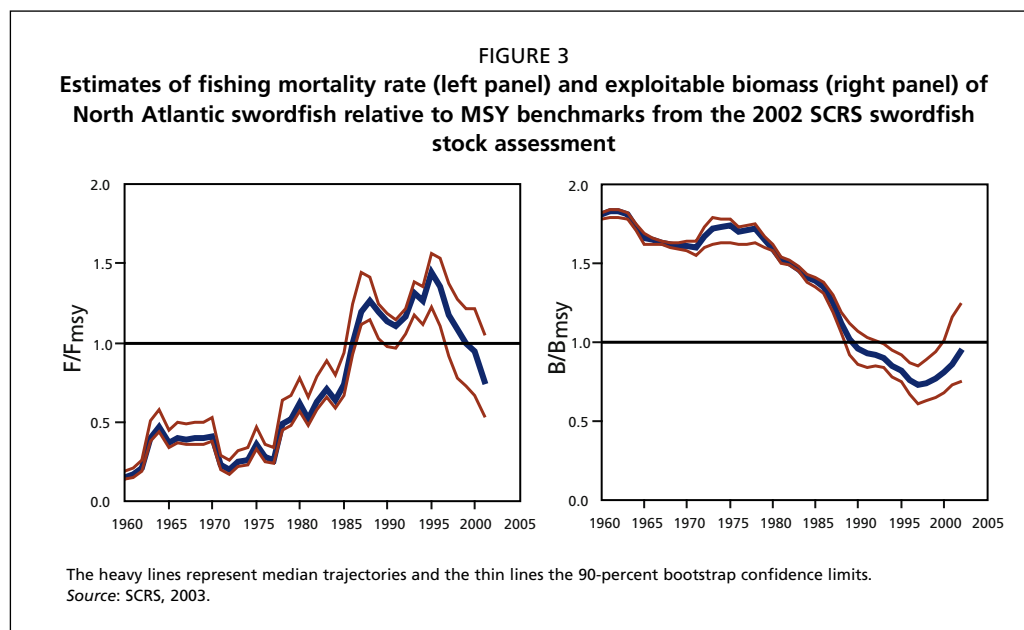 FIGURE 3
Estimates of fishing mortality rate (left panel) and exploitable biomass (right panel) of
North Atlantic swordfish relative to MSY benchmarks from the 2002 SCRS swordfish
stock assessment
2.0
1.5
1.0
0.5
0.0
F/Fmsy
1960 1965 1970 1975 1980 1985 1990 1995 2000 2005
2.0
1.5
1.0
0.5
0.0
B/Bmsy
1960 1965 1970 1975 1980 1985 1990 1995 2000 2005
The heavy lines represent median trajectories and the thin lines the 90-percent bootstrap confidence limits.
Source: SCRS, 2003.